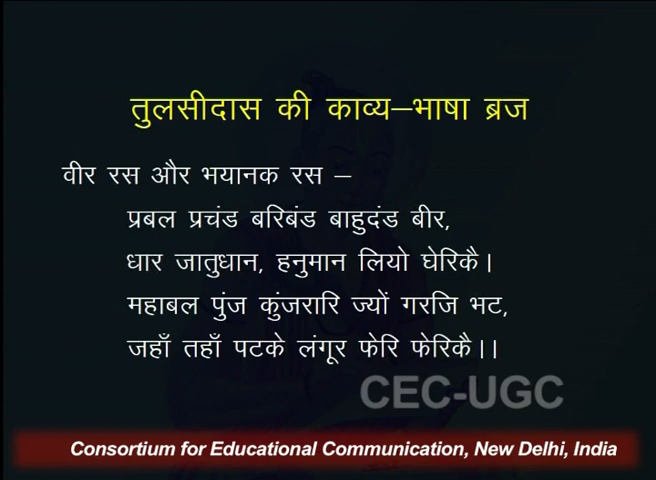 तुलसीदास की काव्य–भाषा ब्रज
वीर रस और भयानक रस –
प्रबल प्रचंड बरिबंड बाहुदंड बीर,
धार जातुधान, हनुमान लियो घेरिकै।
महाबल पुंज कुंजरारि ज्यों गरजि भट,
जहाँ तहाँ पटके लंगूर फेरि फेरिकै।।
CEC-UGC
Consortium for Educational Communication, New Delhi, India